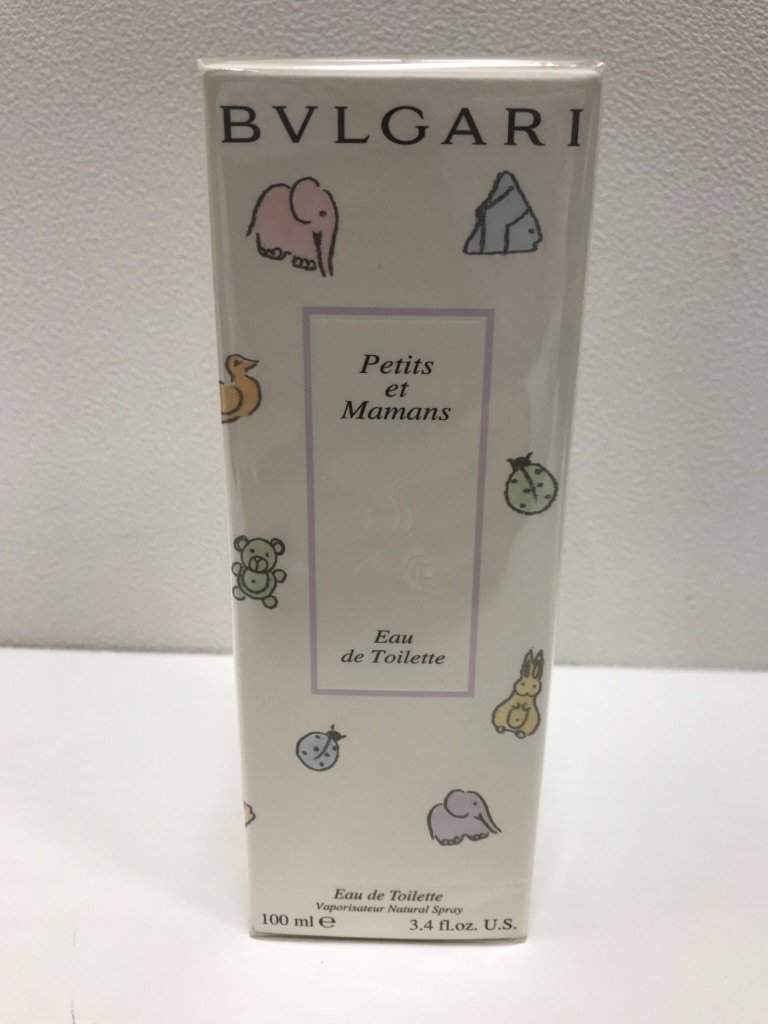 BVLGARI
Petits
et
Mamans
Eau
de Toilette
Eau de Toilette
Vaporisateur Natural Spray
100 ml ℮ 3.4 fl.oz. U.S.